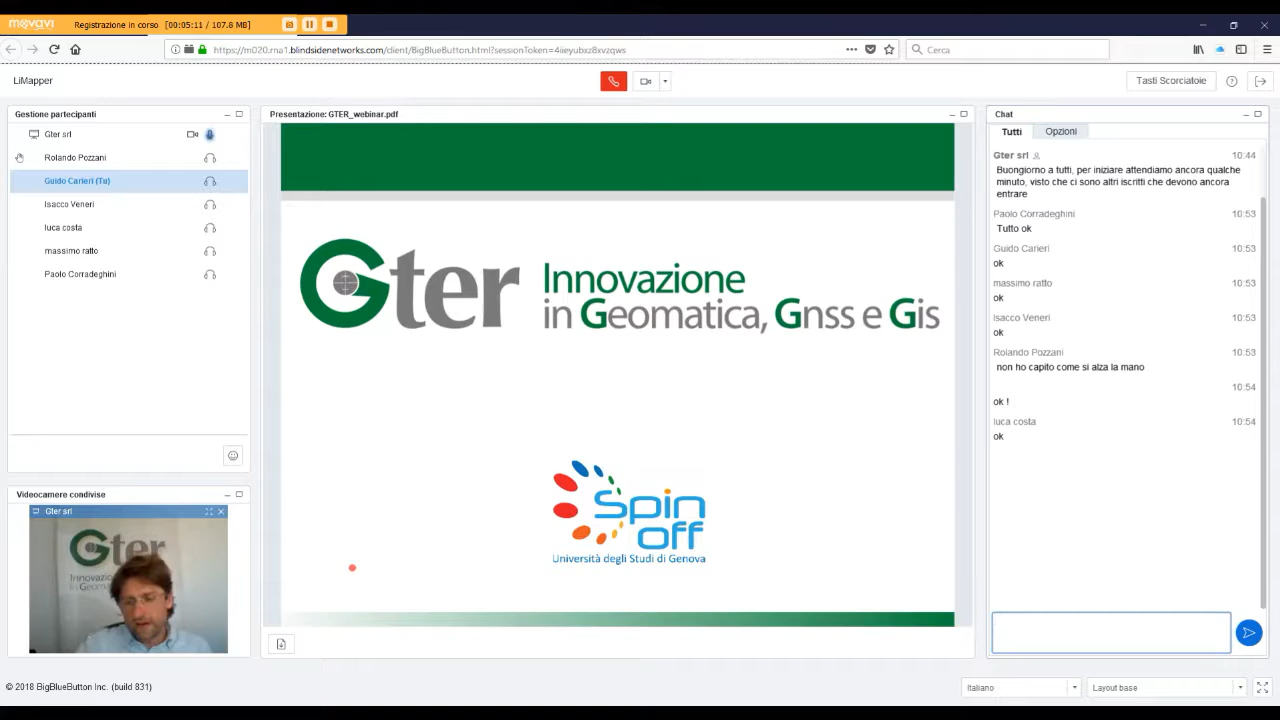 movavi
Registrazione in corso [00:05:11 / 107.8 MB]
https://m020.rna1.blindsidenetworks.com/client/BigBlueButton.html?sessionToken=4iieyubxz8xvzqws
Cerca
LiMapper
Tasti Scorciatoie
Gestione partecipanti
Gter srl
Rolando Pozzani
Guido Carieri (Tu)
Isacco Veneri
luca costa
massimo ratto
Paolo Corradeghini
Videocamere condivise
Gter srl
Gter
Innovazione
in Geomatica
Presentazione: GTER_webinar.pdf
Gter
Innovazione
in Geomatica, Gnss e Gis
Spin
off
Università degli Studi di Genova
Chat
Tutti
Opzioni
Gter srl 10:44
Buongiorno a tutti, per iniziare attendiamo ancora qualche
minuto, visto che ci sono altri iscritti che devono ancora
entrare
Paolo Corradeghini 10:53
Tutto ok
Guido Carieri 10:53
ok
massimo ratto 10:53
ok
Isacco Veneri 10:53
ok
Rolando Pozzani 10:53
non ho capito come si alza la mano
10:54
ok !
luca costa 10:54
ok
© 2018 BigBlueButton Inc. (build 831)
Italiano
Layout base